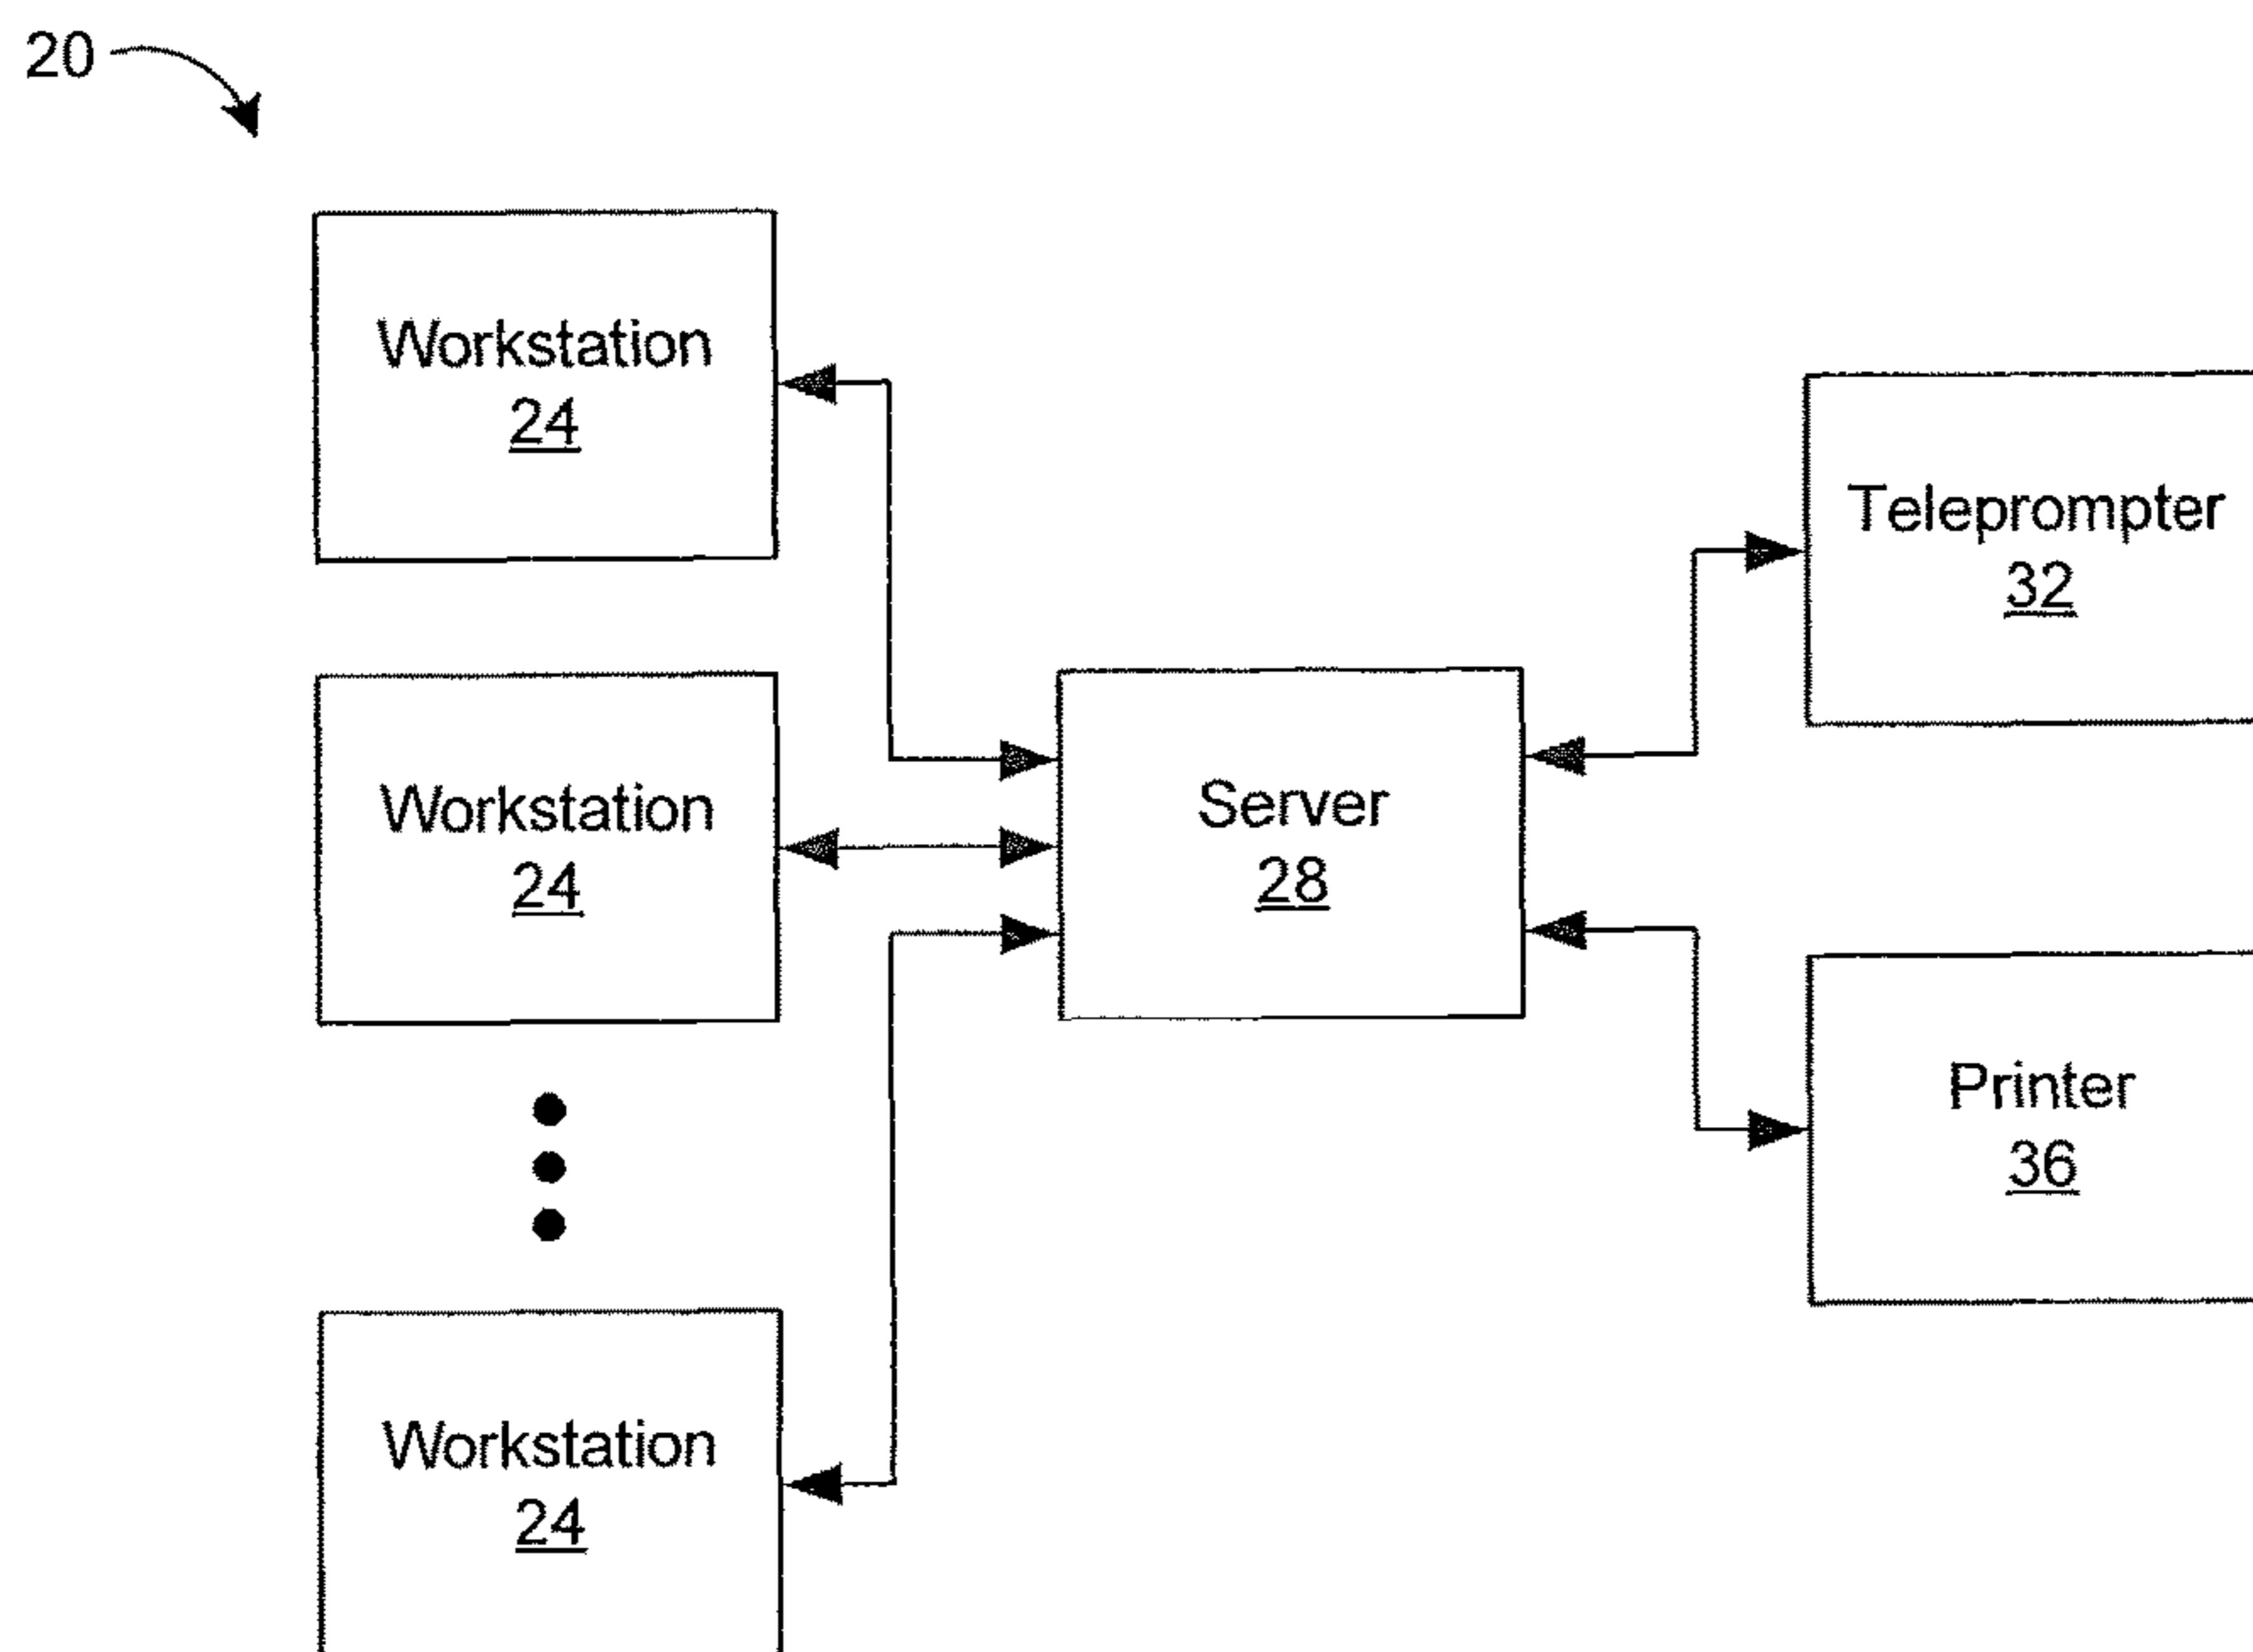 20
Workstation
24
Teleprompter
32
Workstation
24
Server
28
Printer
36
Workstation
24